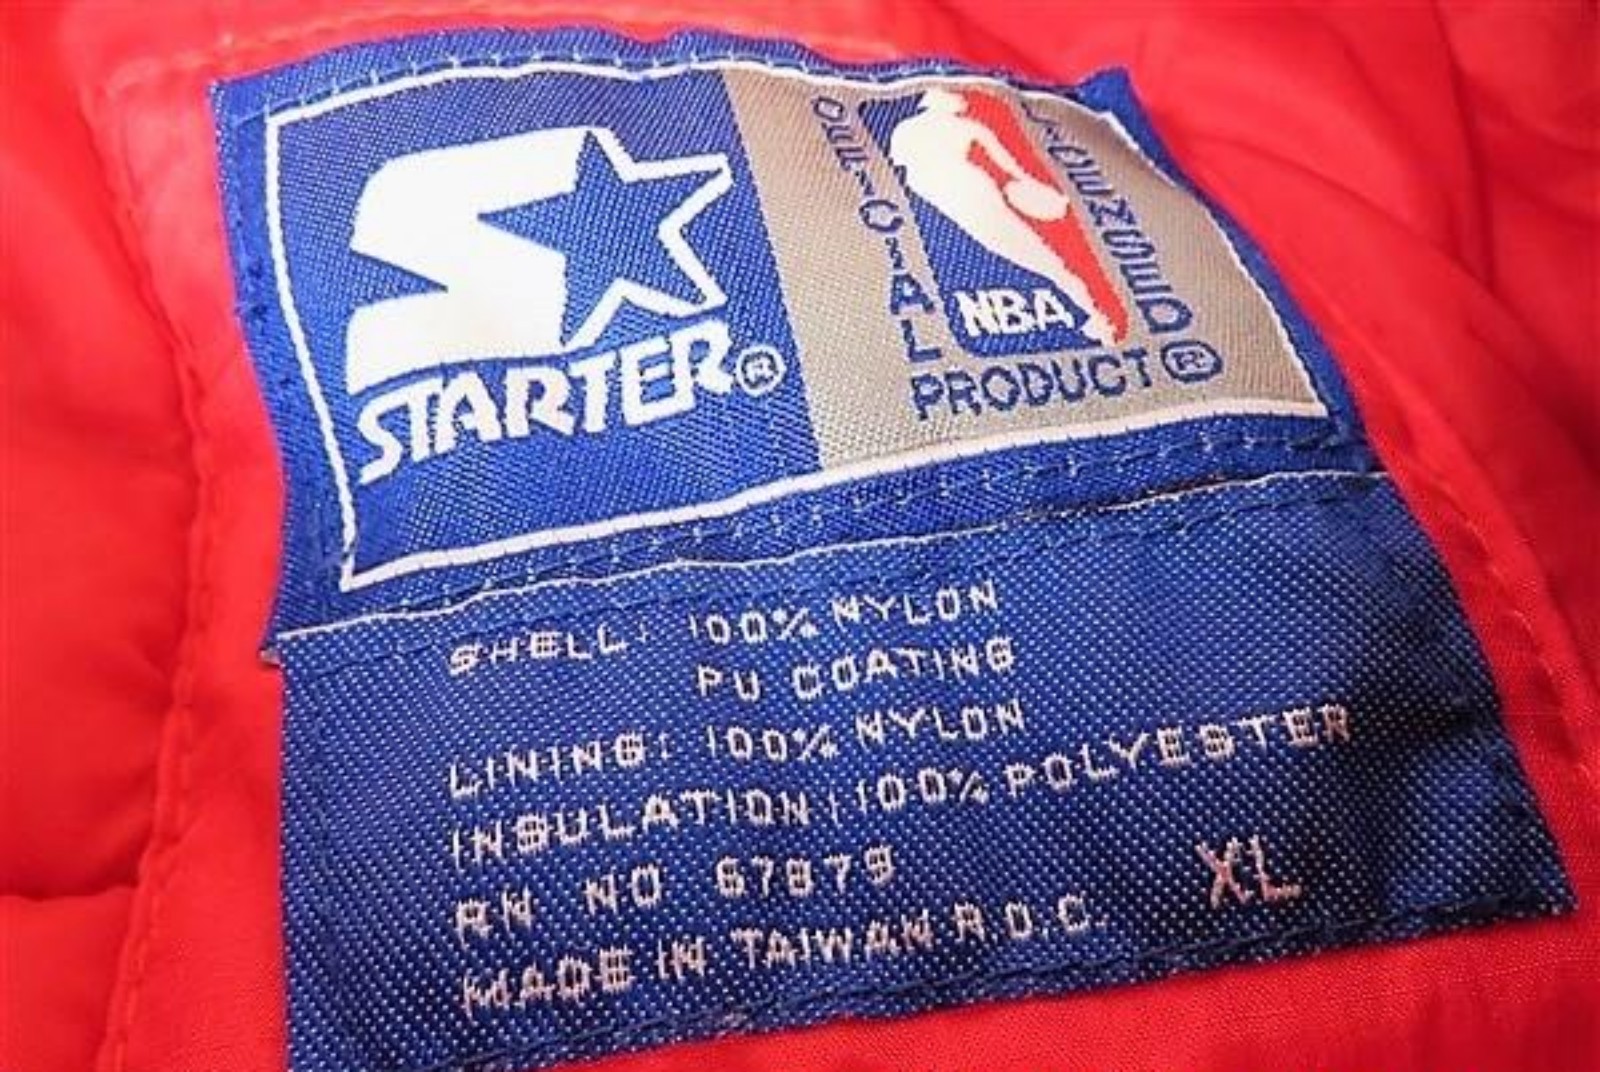 STARTER®
OFFICIAL
LICENSED
NBA
PRODUCT®
SHELL: 100% NYLON
PU COATING
LINING: 100% NYLON
INSULATION: 100% POLYESTER
RN NO 67879
XL
MADE IN TAIWAN R.O.C.